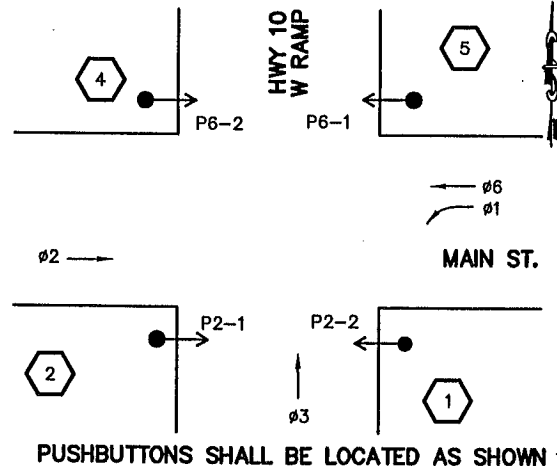 HWY 10
W RAMP
4
5
P6-2
P6-1
ø6
ø1
ø2
MAIN ST.
P2-1
P2-2
2
1
ø3
PUSHBUTTONS SHALL BE LOCATED AS SHOWN